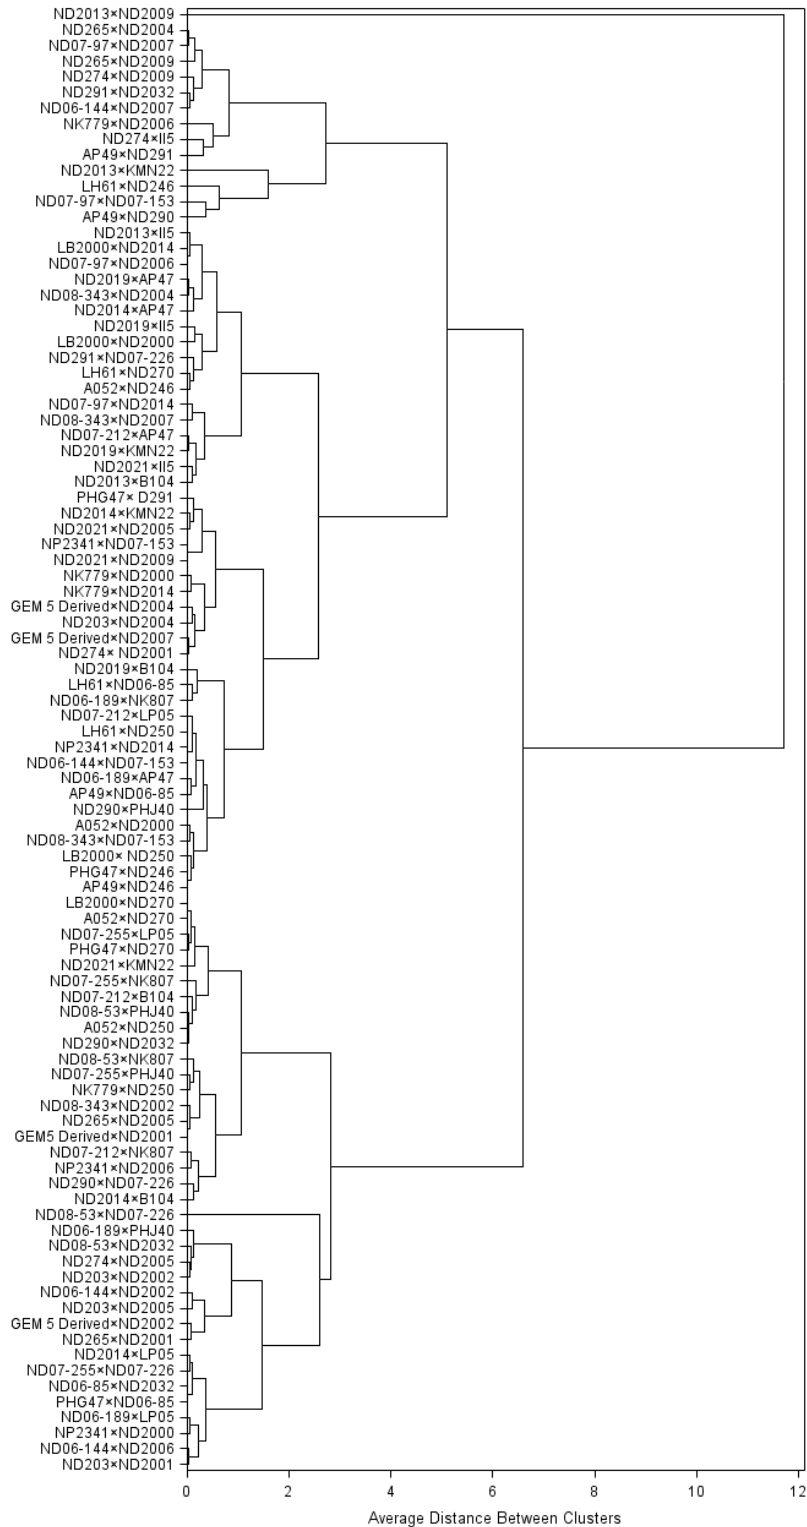 ND2013×ND2009
ND265×ND2004
ND07-97×ND2007
ND265×ND2009
ND274×ND2009
ND291×ND2032
ND06-144×ND2007
NK779×ND2006
ND274×II5
AP49×ND291
ND2013×KMN22
LH61×ND246
ND07-97×ND07-153
AP49×ND290
ND2013×II5
LB2000×ND2014
ND07-97×ND2006
ND2019×AP47
ND08-343×ND2004
ND2014×AP47
ND2019×II5
LB2000×ND2000
ND291×ND07-226
LH61×ND270
A052×ND246
ND07-97×ND2014
ND08-343×ND2007
ND07-212×AP47
ND2019×KMN22
ND2021×II5
ND2013×B104
PHG47× D291
ND2014×KMN22
ND2021×ND2005
NP2341×ND07-153
ND2021×ND2009
NK779×ND2000
NK779×ND2014
GEM 5 Derived×ND2004
ND203×ND2004
GEM 5 Derived×ND2007
ND274× ND2001
ND2019×B104
LH61×ND06-85
ND06-189×NK807
ND07-212×LP05
LH61×ND250
NP2341×ND2014
ND06-144×ND07-153
ND06-189×AP47
AP49×ND06-85
ND290×PHJ40
A052×ND2000
ND08-343×ND07-153
LB2000× ND250
PHG47×ND246
AP49×ND246
LB2000×ND270
A052×ND270
ND07-255×LP05
PHG47×ND270
ND2021×KMN22
ND07-255×NK807
ND07-212×B104
ND08-53×PHJ40
A052×ND250
ND290×ND2032
ND08-53×NK807
ND07-255×PHJ40
NK779×ND250
ND08-343×ND2002
ND265×ND2005
GEM5 Derived×ND2001
ND07-212×NK807
NP2341×ND2006
ND290×ND07-226
ND2014×B104
ND08-53×ND07-226
ND06-189×PHJ40
ND08-53×ND2032
ND274×ND2005
ND203×ND2002
ND06-144×ND2002
ND203×ND2005
GEM 5 Derived×ND2002
ND265×ND2001
ND2014×LP05
ND07-255×ND07-226
ND06-85×ND2032
PHG47×ND06-85
ND06-189×LP05
NP2341×ND2000
ND06-144×ND2006
ND203×ND2001
0 2 4 6 8 10 12
Average Distance Between Clusters